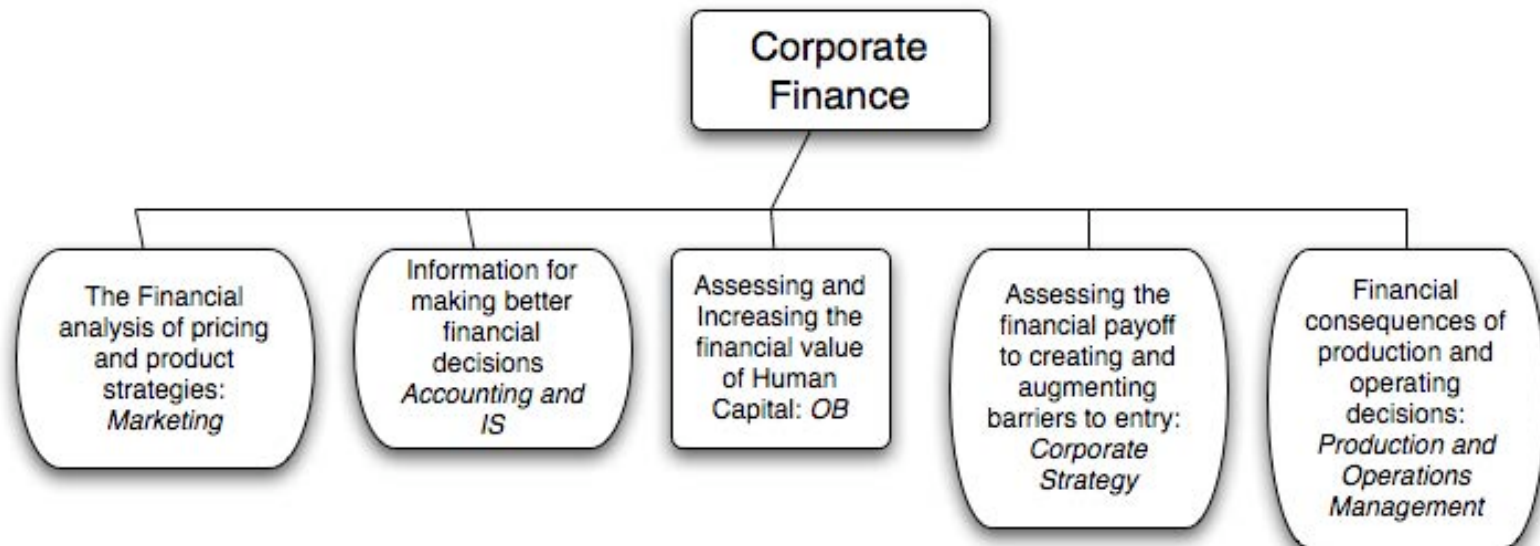 Corporate
Finance
The Financial
analysis of pricing
and product
strategies:
Marketing
Information for
making better
financial
decisions
Accounting and
IS
Assessing and
Increasing the
financial value
of Human
Capital: OB
Assessing the
financial payoff
to creating and
augmenting
barriers to entry:
Corporate
Strategy
Financial
consequences of
production and
operating
decisions:
Production and
Operations
Management